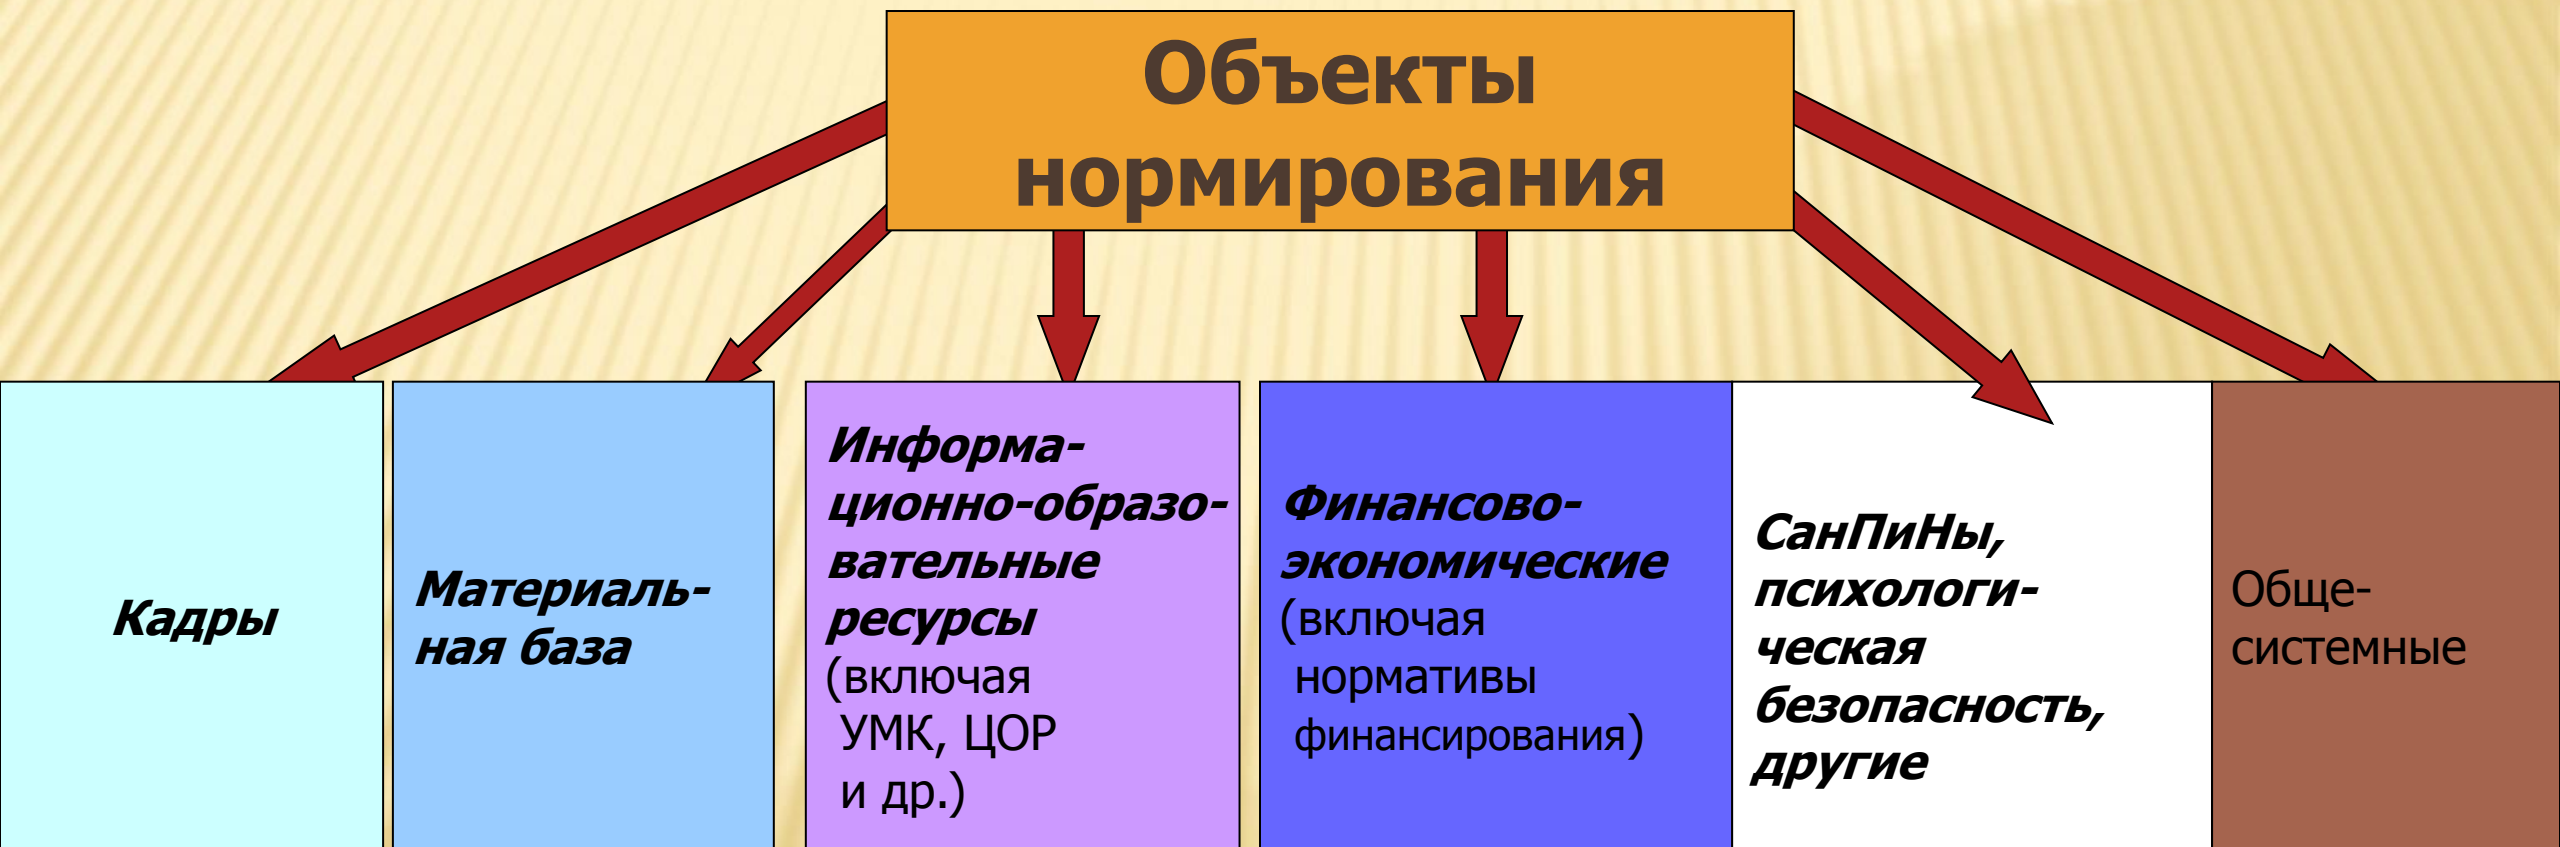 Объекты
нормирования
Кадры
Материаль-
ная база
Информа-
ционно-образо-
вательные
ресурсы
(включая
УМК, ЦОР
и др.)
Финансово-
экономические
(включая
нормативы
финансирования)
СанПиНы,
психологи-
ческая
безопасность,
другие
Обще-
системные